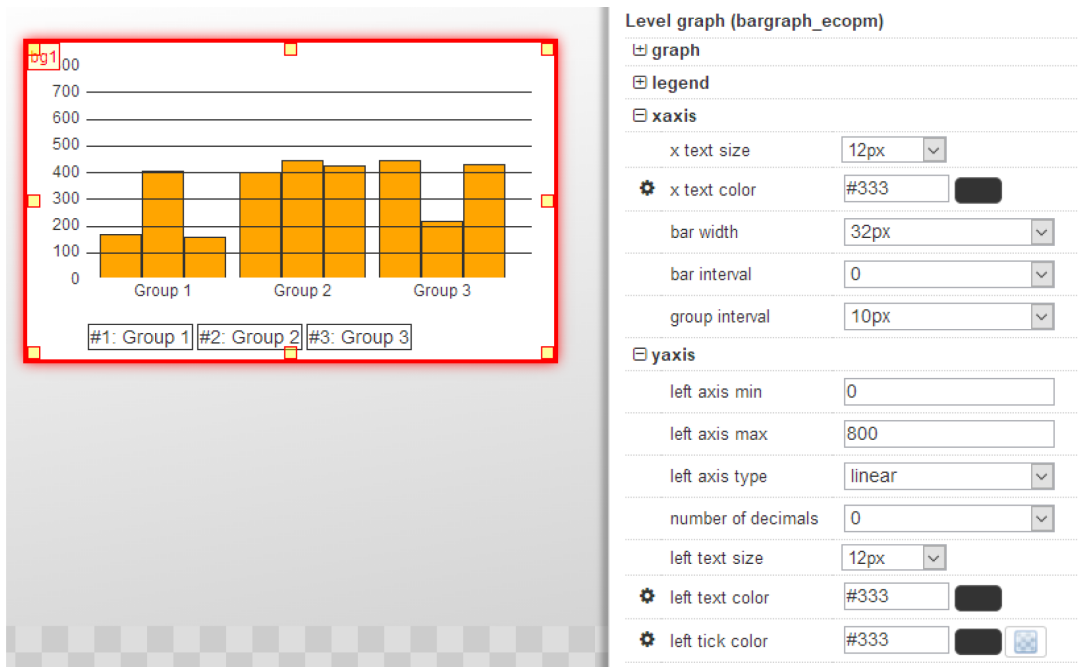 Level graph (bargraph_ecopm)
graph
legend
xaxis
x text size 12px
x text color #333
bar width 32px
bar interval 0
group interval 10px
yaxis
left axis min 0
left axis max 800
left axis type linear
number of decimals 0
left text size 12px
left text color #333
left tick color #333
bg1
00
700
600
500
400
300
200
100
0
Group 1 Group 2 Group 3
#1: Group 1 #2: Group 2 #3: Group 3